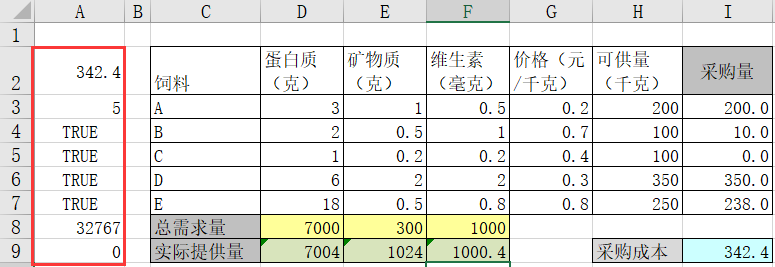 A B C D E F G H I
1
2 342.4 饲料 蛋白质（克） 矿物质（克） 维生素（毫克） 价格（元/千克） 可供量（千克） 采购量
3 5 A 3 1 0.5 0.2 200 200.0
4 TRUE B 2 0.5 1 0.7 100 10.0
5 TRUE C 1 0.2 0.2 0.4 100 0.0
6 TRUE D 6 2 2 0.3 350 350.0
7 TRUE E 18 0.5 0.8 0.8 250 238.0
8 32767 总需求量 7000 300 1000
9 0 实际提供量 7004 1024 1000.4 采购成本 342.4